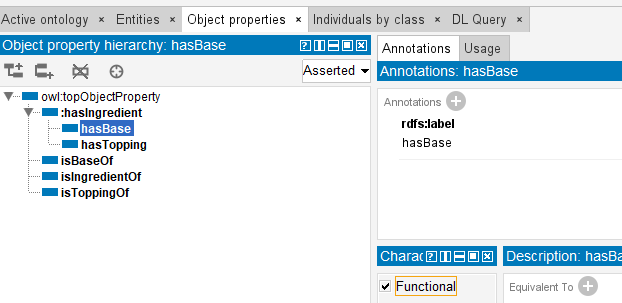 Active ontology × Entities × Object properties × Individuals by class × DL Query ×
Object property hierarchy: hasBase
Asserted
owl:topObjectProperty
:hasIngredient
hasBase
hasTopping
isBaseOf
isIngredientOf
isToppingOf
Annotations Usage
Annotations: hasBase
Annotations
rdfs:label
hasBase
Charac
Functional
Description: hasBa
Equivalent To